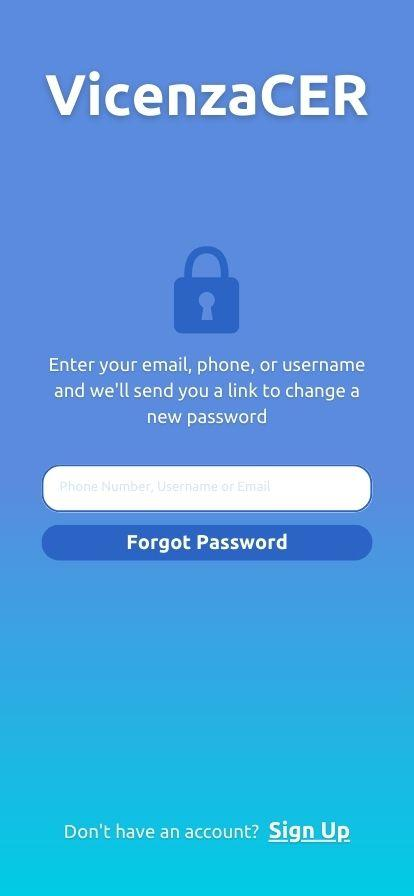 VicenzaCER
Enter your email, phone, or username
and we'll send you a link to change a
new password
Phone Number, Username or Email
Forgot Password
Don't have an account? Sign Up